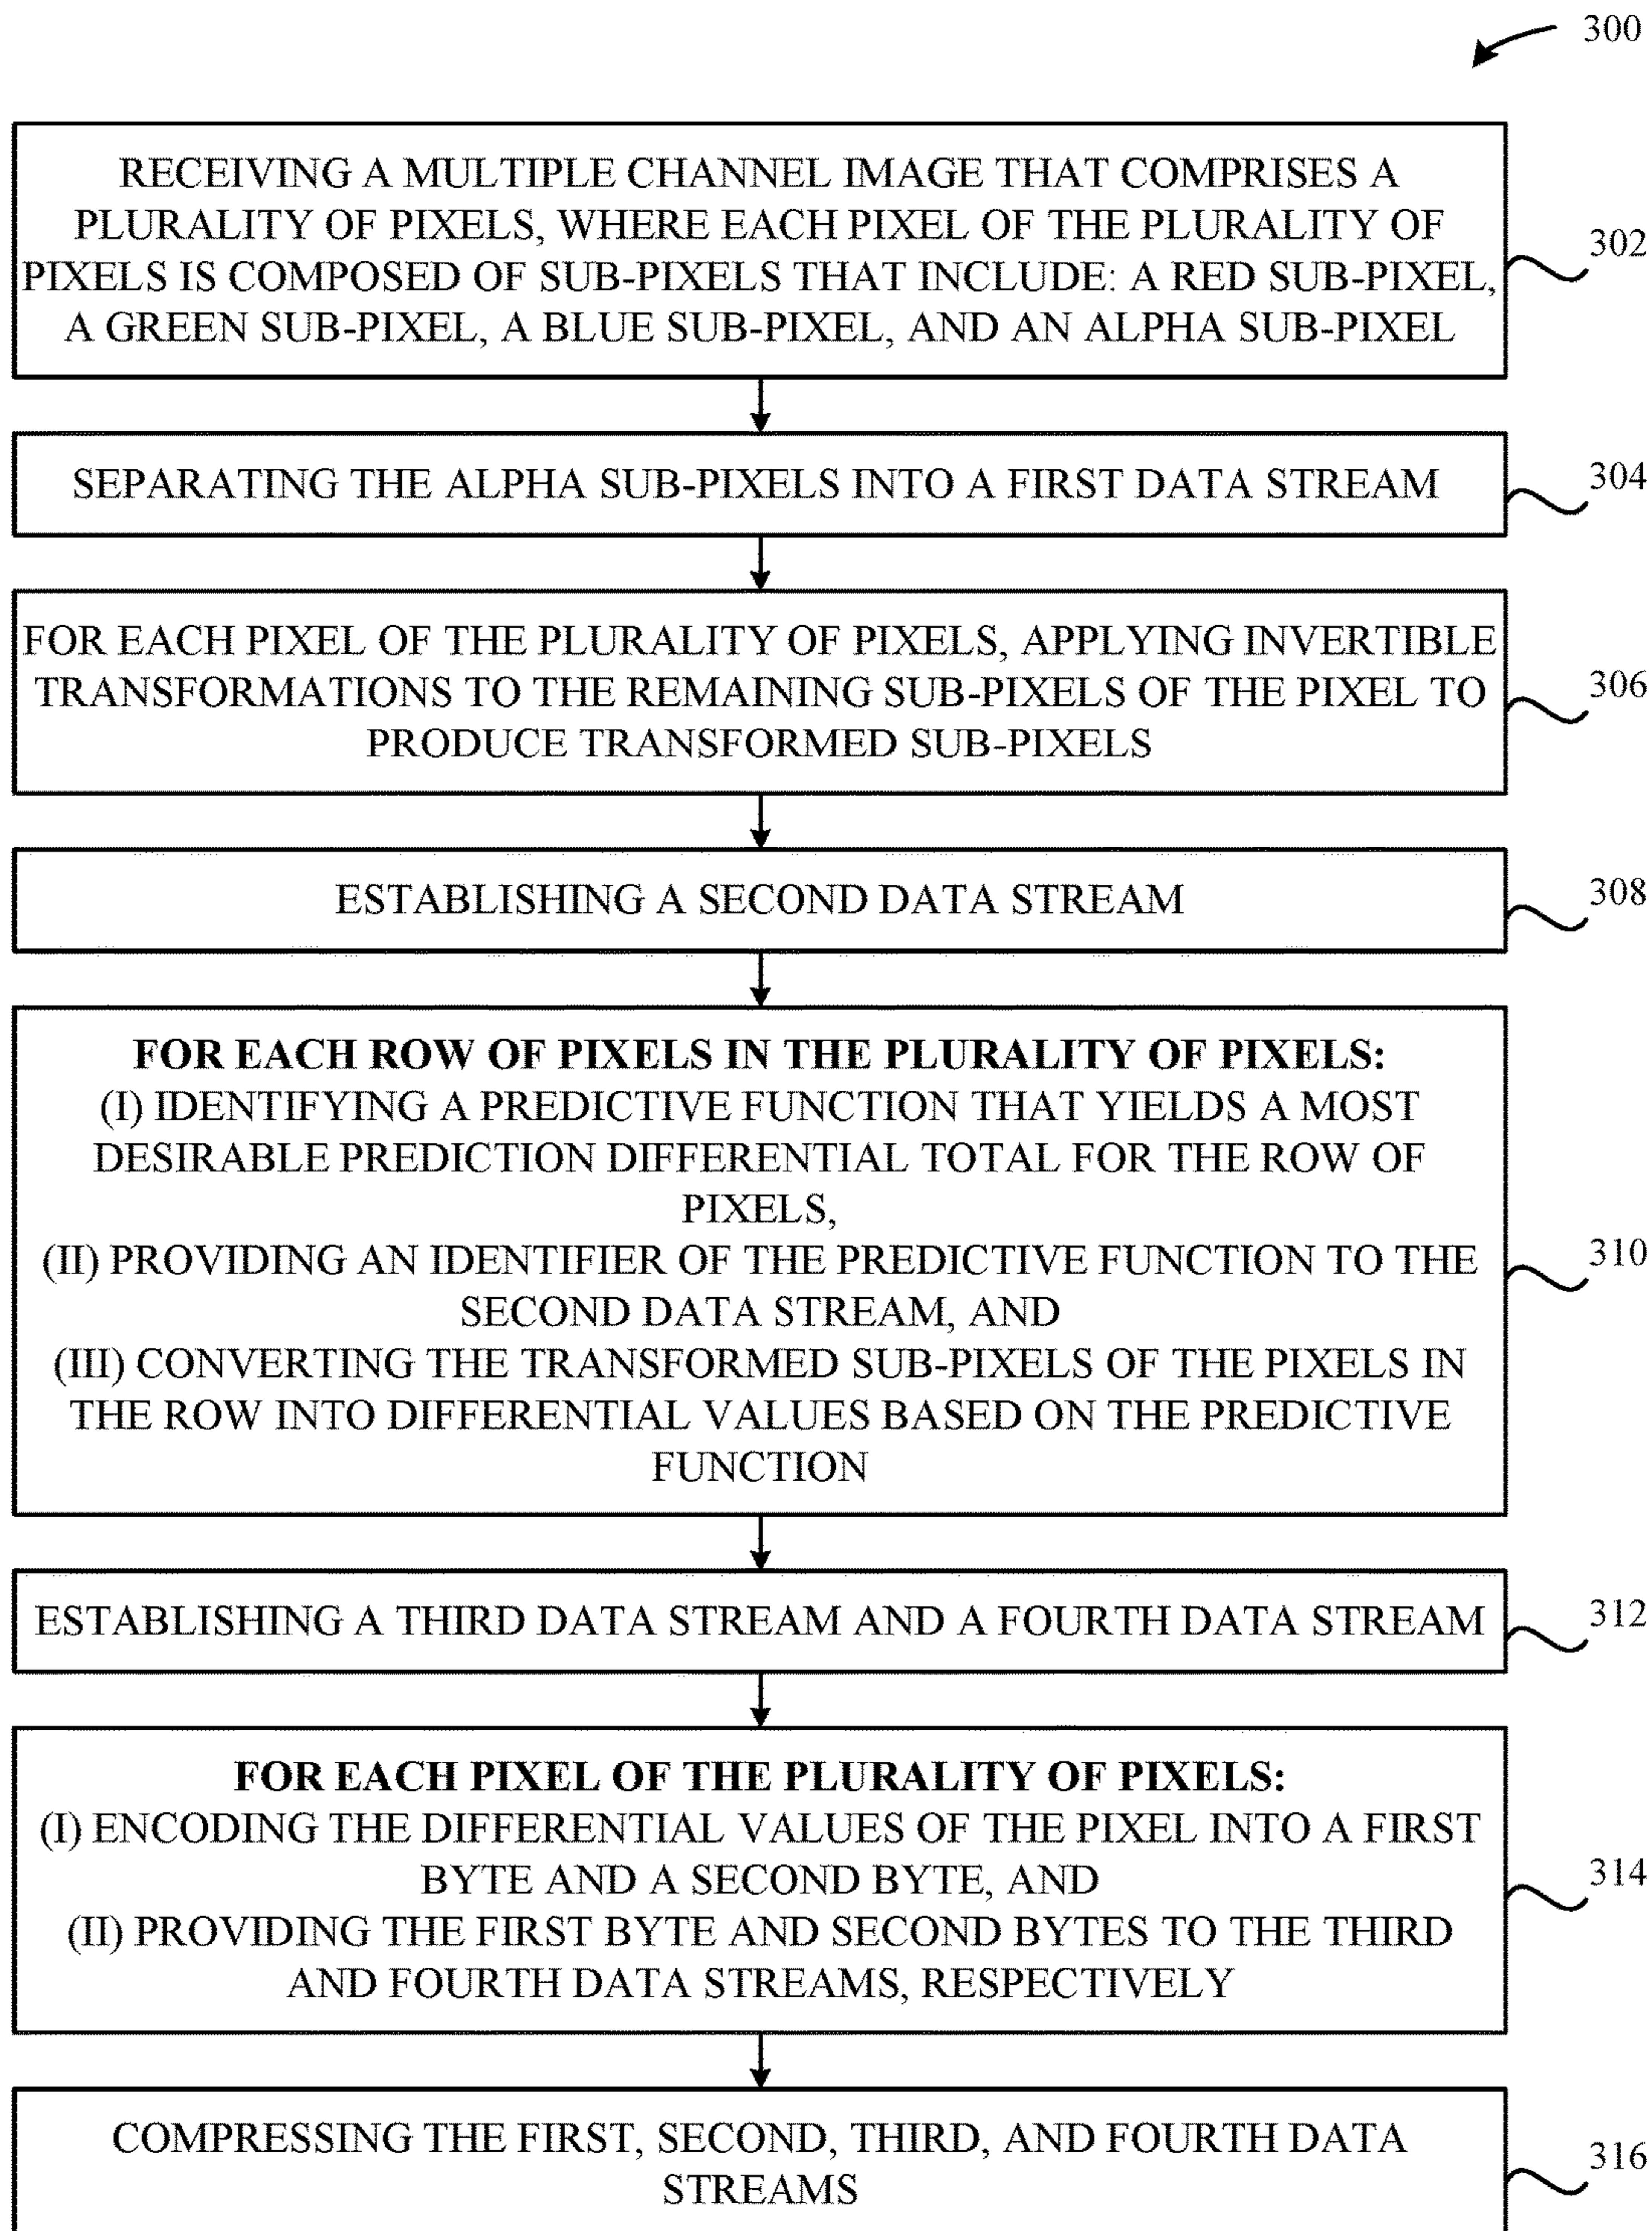 300
RECEIVING A MULTIPLE CHANNEL IMAGE THAT COMPRISES A
PLURALITY OF PIXELS, WHERE EACH PIXEL OF THE PLURALITY OF
PIXELS IS COMPOSED OF SUB-PIXELS THAT INCLUDE: A RED SUB-PIXEL,
A GREEN SUB-PIXEL, A BLUE SUB-PIXEL, AND AN ALPHA SUB-PIXEL
302
SEPARATING THE ALPHA SUB-PIXELS INTO A FIRST DATA STREAM
304
FOR EACH PIXEL OF THE PLURALITY OF PIXELS, APPLYING INVERTIBLE
TRANSFORMATIONS TO THE REMAINING SUB-PIXELS OF THE PIXEL TO
PRODUCE TRANSFORMED SUB-PIXELS
306
ESTABLISHING A SECOND DATA STREAM
308
FOR EACH ROW OF PIXELS IN THE PLURALITY OF PIXELS:
(I) IDENTIFYING A PREDICTIVE FUNCTION THAT YIELDS A MOST
DESIRABLE PREDICTION DIFFERENTIAL TOTAL FOR THE ROW OF
PIXELS,
(II) PROVIDING AN IDENTIFIER OF THE PREDICTIVE FUNCTION TO THE
SECOND DATA STREAM, AND
(III) CONVERTING THE TRANSFORMED SUB-PIXELS OF THE PIXELS IN
THE ROW INTO DIFFERENTIAL VALUES BASED ON THE PREDICTIVE
FUNCTION
310
ESTABLISHING A THIRD DATA STREAM AND A FOURTH DATA STREAM
312
FOR EACH PIXEL OF THE PLURALITY OF PIXELS:
(I) ENCODING THE DIFFERENTIAL VALUES OF THE PIXEL INTO A FIRST
BYTE AND A SECOND BYTE, AND
(II) PROVIDING THE FIRST BYTE AND SECOND BYTES TO THE THIRD
AND FOURTH DATA STREAMS, RESPECTIVELY
314
COMPRESSING THE FIRST, SECOND, THIRD, AND FOURTH DATA
STREAMS
316